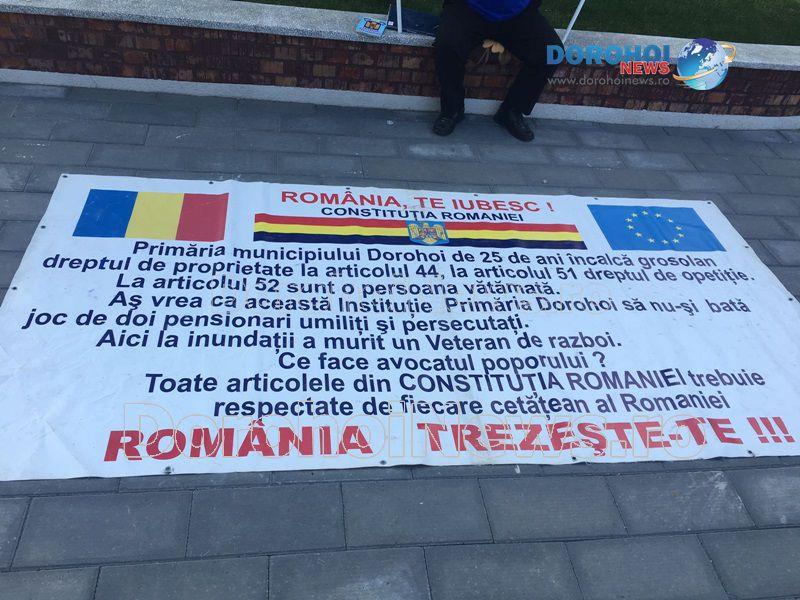 DOROHOI
NEWS
www.dorohoinews.ro
ROMÂNIA, TE IUBESC !
CONSTITUȚIA ROMANIEI
Primăria municipiului Dorohoi de 25 de ani încalcă grosolan
dreptul de proprietate la articolul 44, la articolul 51 dreptul de opetiție.
La articolul 52 sunt o persoana vătămată.
Aș vrea ca această Instituție Primăria Dorohoi să nu-și bată
joc de doi pensionari umiliți și persecutați.
Aici la inundații a murit un Veteran de razboi.
Ce face avocatul poporului ?
Toate articolele din CONSTITUTIA ROMANIEI trebuie
respectate de fiecare cetățean al Romaniei
DorohoiNews.ro
ROMÂNIA TREZEȘTE-TE !!!